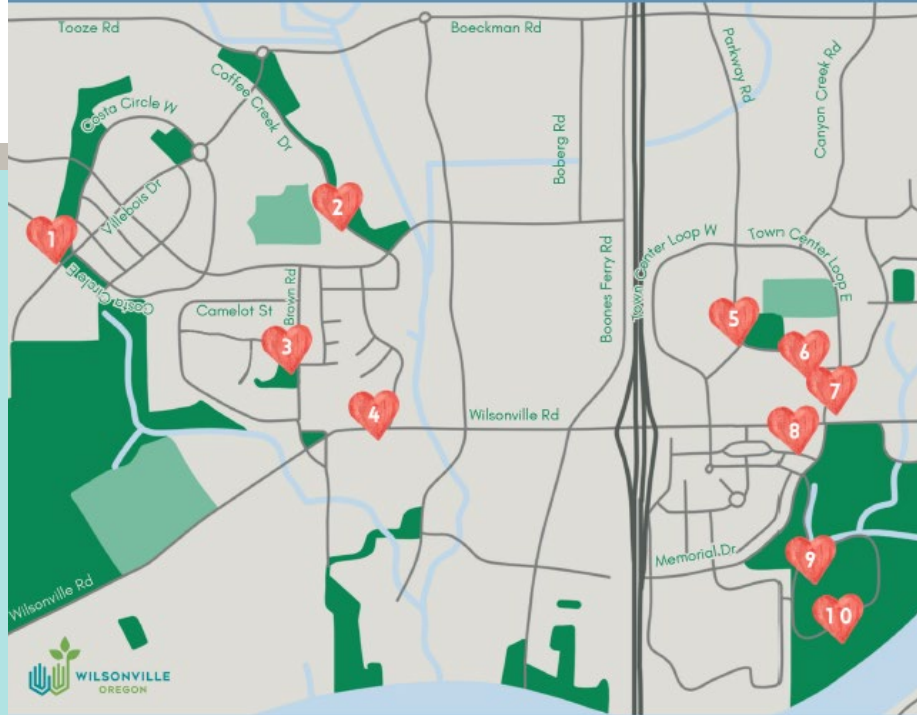 Tooze Rd
Boeckman Rd
Parkway Rd
Canyon Creek Rd
Coffee Creek Dr
Costa Circle W
Boberg Rd
Villebois Dr
2
1
Town Center Loop W
Town Center Loop E
Boones Ferry Rd
Costa Circle E
Brown Rd
Camelot St
5
3
6
7
4
Wilsonville Rd
8
Memorial Dr
9
Wilsonville Rd
10
WILSONVILLE
OREGON